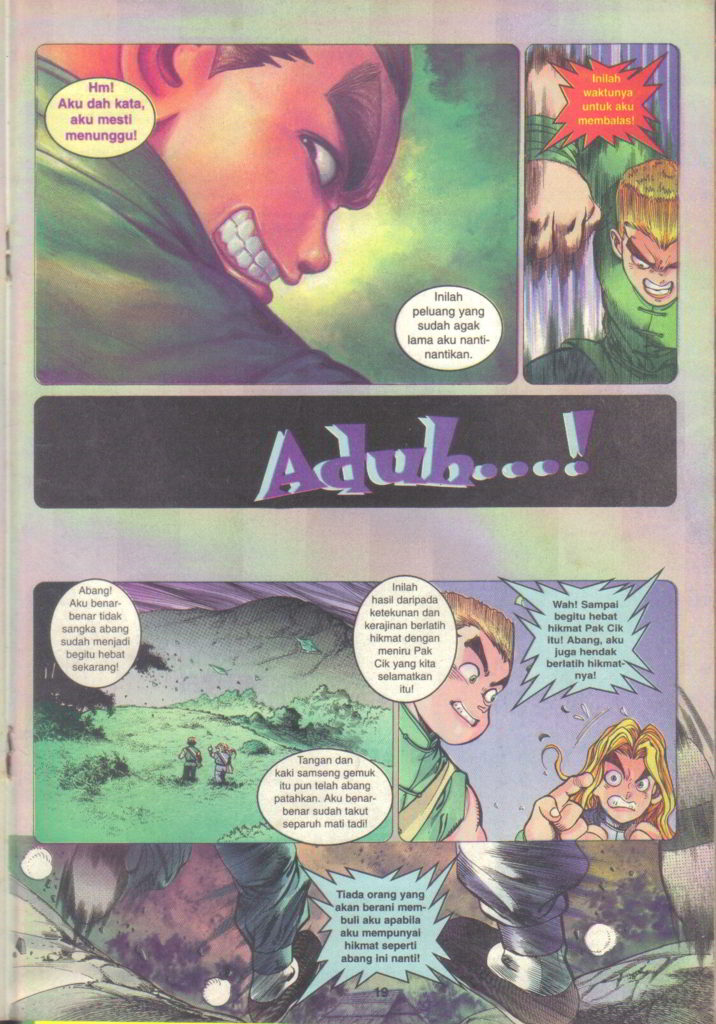 Hm!
Aku dah kata,
aku mesti
menunggu!
Inilah
peluang yang
sudah agak
lama aku nanti-
nantikan.
Inilah
waktunya
untuk aku
membalas!
Aduh....!
Abang!
Aku benar-
benar tidak
sangka abang
sudah menjadi
begitu hebat
sekarang!
Inilah
hasil daripada
ketekunan dan
kerajinan berlatih
hikmat dengan
meniru Pak
Cik yang kita
selamatkan
itu!
Tangan dan
kaki samseng gemuk
itu pun telah abang
patahkan. Aku benar-
benar sudah takut
separuh mati tadi!
Wah! Sampai
begitu hebat
hikmat Pak Cik
itu! Abang, aku
juga hendak
berlatih hikmat-
nya!
Tiada orang yang
akan berani mem-
buli aku apabila
aku mempunyai
hikmat seperti
abang ini nanti!
19